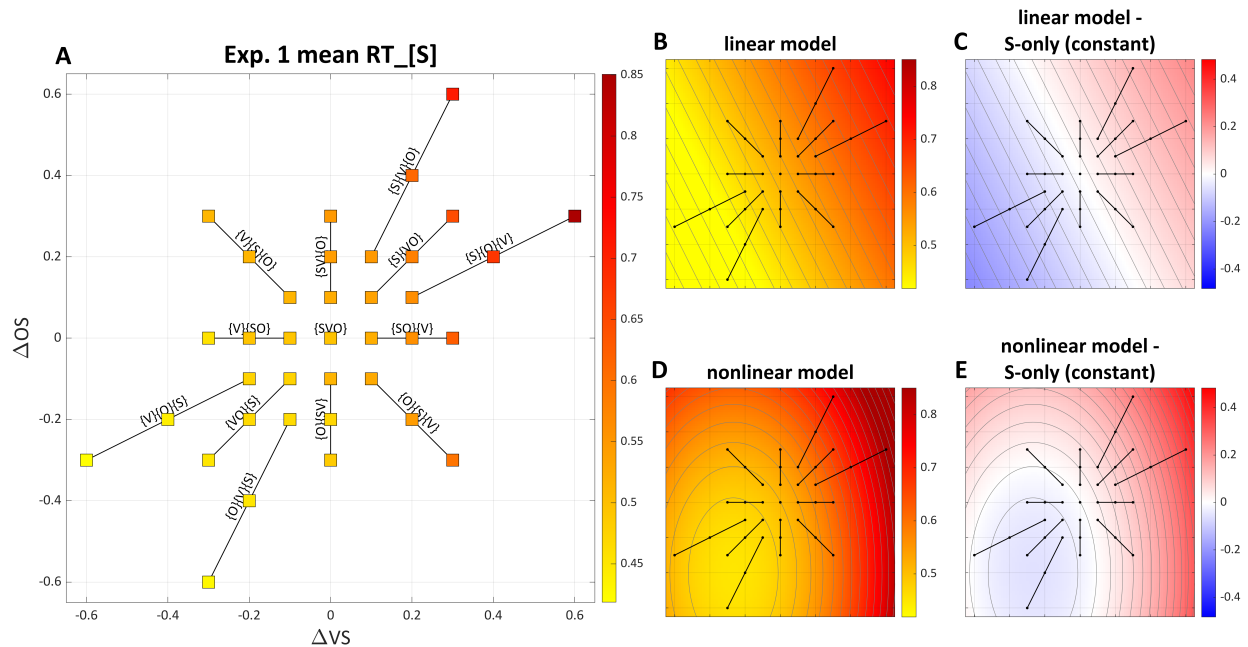 A
Exp. 1 mean RT_[S]
0.6
0.4
0.2
0
-0.2
-0.4
-0.6
ΔOS
-0.6
-0.4
-0.2
0
0.2
0.4
0.6
ΔVS
{S}{V}{O}
{V}{S}{O}
{SV}{O}
{S}{VO}
{S}{O}{V}
{V}{SO}
{SVO}
{SO}{V}
{V}{O}{S}
{VO}{S}
{O}{SV}
{O}{S}{V}
{O}{V}{S}
0.85
0.8
0.75
0.7
0.65
0.6
0.55
0.5
0.45
B
linear model
0.8
0.7
0.6
0.5
C
linear model -
S-only (constant)
0.4
0.2
0
-0.2
-0.4
D
nonlinear model
0.8
0.7
0.6
0.5
E
nonlinear model -
S-only (constant)
0.4
0.2
0
-0.2
-0.4